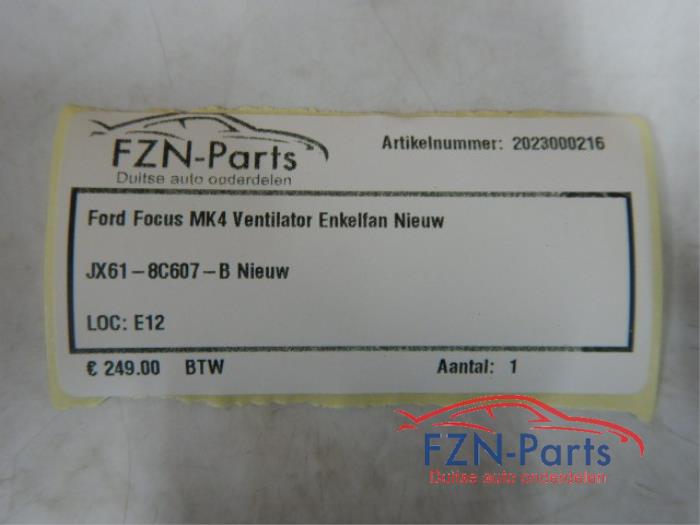 FZN-Parts
Duitse auto onderdelen
Artikelnummer: 2023000216
Ford Focus MK4 Ventilator Enkelfan Nieuw
JX61-8C607-B Nieuw
LOC: E12
€ 249.00 BTW Aantal: 1
FZN-Parts
Duitse auto onderdelen